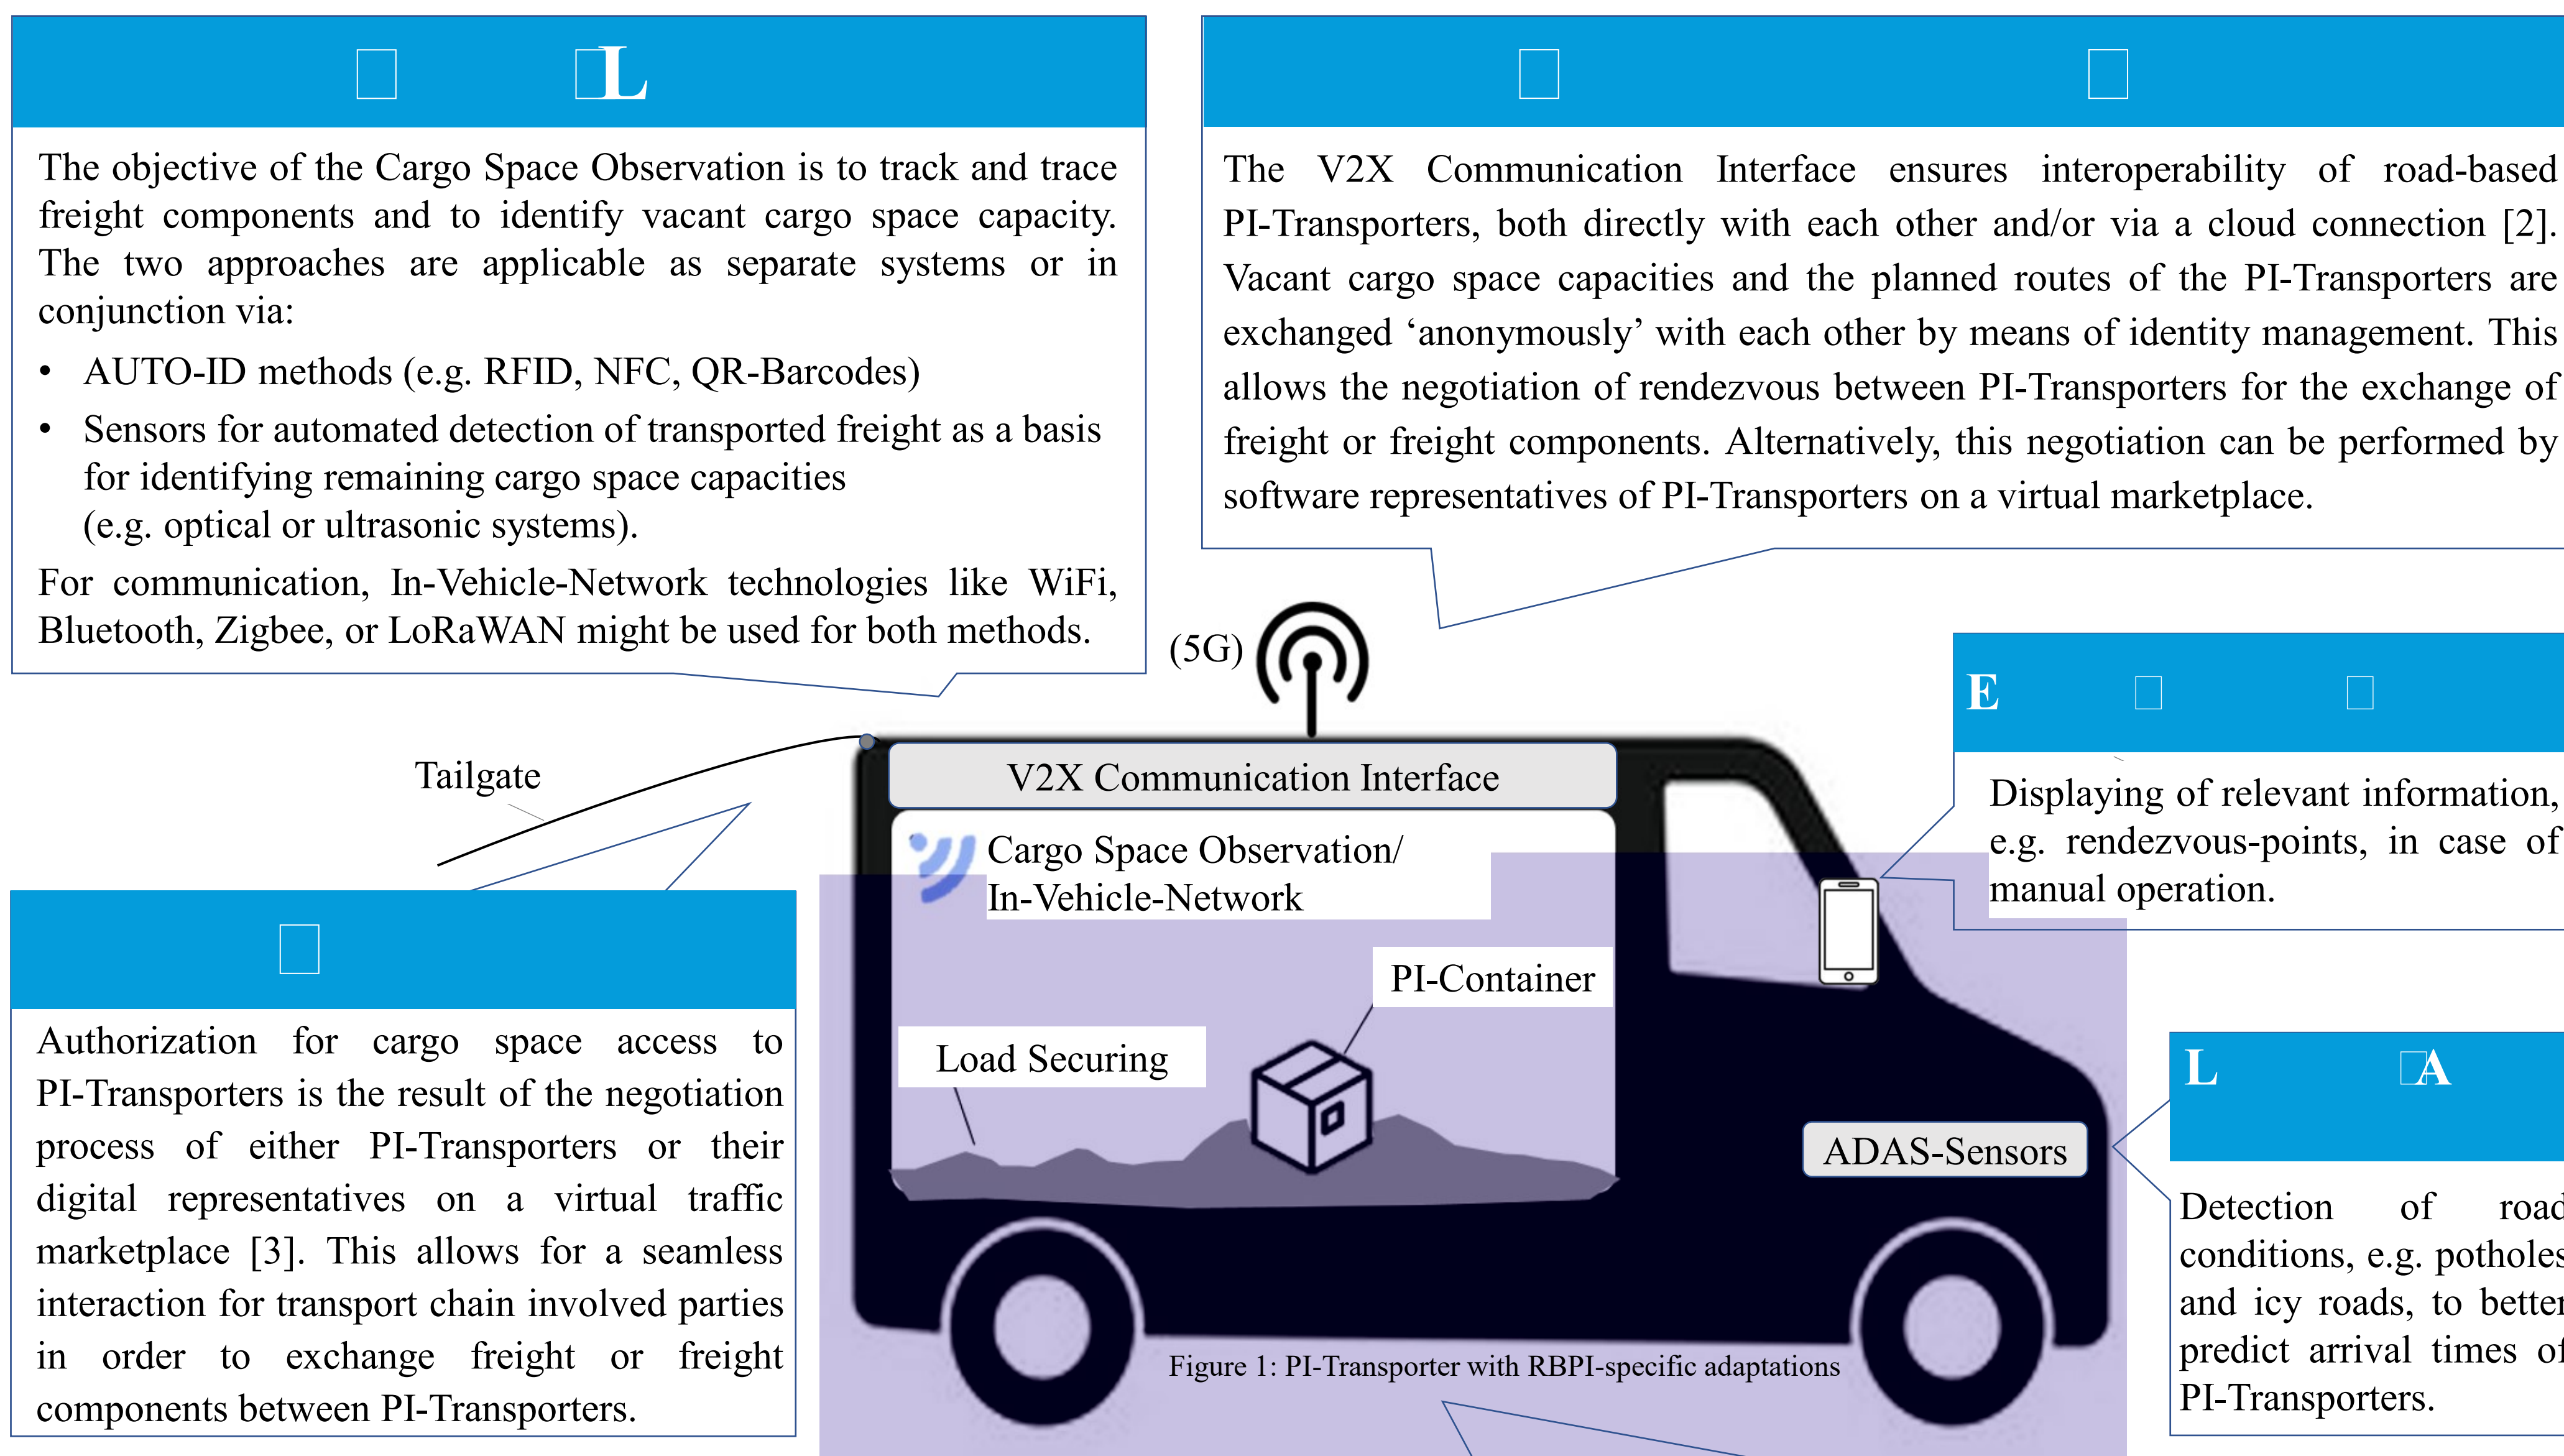 L
The objective of the Cargo Space Observation is to track and trace
freight components and to identify vacant cargo space capacity.
The two approaches are applicable as separate systems or in
conjunction via:
• AUTO-ID methods (e.g. RFID, NFC, QR-Barcodes)
• Sensors for automated detection of transported freight as a basis
for identifying remaining cargo space capacities
(e.g. optical or ultrasonic systems).
For communication, In-Vehicle-Network technologies like WiFi,
Bluetooth, Zigbee, or LoRaWAN might be used for both methods.
The V2X Communication Interface ensures interoperability of road-based
PI-Transporters, both directly with each other and/or via a cloud connection [2].
Vacant cargo space capacities and the planned routes of the PI-Transporters are
exchanged ‘anonymously’ with each other by means of identity management. This
allows the negotiation of rendezvous between PI-Transporters for the exchange of
freight or freight components. Alternatively, this negotiation can be performed by
software representatives of PI-Transporters on a virtual marketplace.
(5G)
E
Displaying of relevant information,
e.g. rendezvous-points, in case of
manual operation.
Tailgate
V2X Communication Interface
Cargo Space Observation/
In-Vehicle-Network
PI-Container
Load Securing
ADAS-Sensors
Authorization for cargo space access to
PI-Transporters is the result of the negotiation
process of either PI-Transporters or their
digital representatives on a virtual traffic
marketplace [3]. This allows for a seamless
interaction for transport chain involved parties
in order to exchange freight or freight
components between PI-Transporters.
L A
Detection of road
conditions, e.g. potholes
and icy roads, to better
predict arrival times of
PI-Transporters.
Figure 1: PI-Transporter with RBPI-specific adaptations